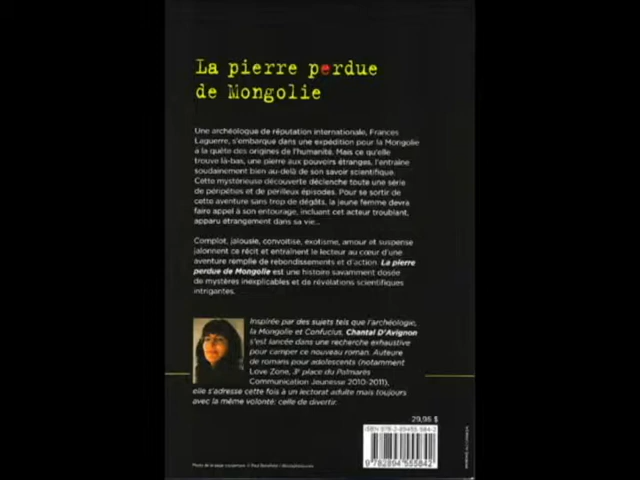 La pierre perdue
de Mongolie
Une archéologue de réputation internationale, Frances
Laguerre, s'embarque dans une expédition pour la Mongolie
à la quête des origines de l'humanité. Mais ce qu'elle
trouve là-bas, une pierre aux pouvoirs étranges, l'entraîne
soudainement bien au-delà de son savoir scientifique.
Cette mystérieuse découverte déclenche toute une série
de péripéties et de périlleux épisodes. Pour se sortir de
cette aventure sans trop de dégâts, la jeune femme devra
faire appel à son entourage, incluant cet acteur troublant,
apparu étrangement dans sa vie...
Complot, jalousie, convoitise, exotisme, amour et suspense
jalonnent ce récit et entraînent le lecteur au cœur d'une
aventure remplie de rebondissements et d'action. La pierre
perdue de Mongolie est une histoire savamment dosée
de mystères inexplicables et de révélations scientifiques
intrigantes.
Inspirée par des sujets tels que l'archéologie,
la Mongolie et Confucius, Chantal D'Avignon
s'est lancée dans une recherche exhaustive
pour camper ce nouveau roman. Auteure
de romans pour adolescents (notamment
Love Zone, 3e place du Palmarès
Communication Jeunesse 2010-2011),
elle s'adresse cette fois à un lectorat adulte mais toujours
avec la même volonté: celle de divertir.
29,95 $
ISBN 978-2-89455-584-2
9 782894 555842